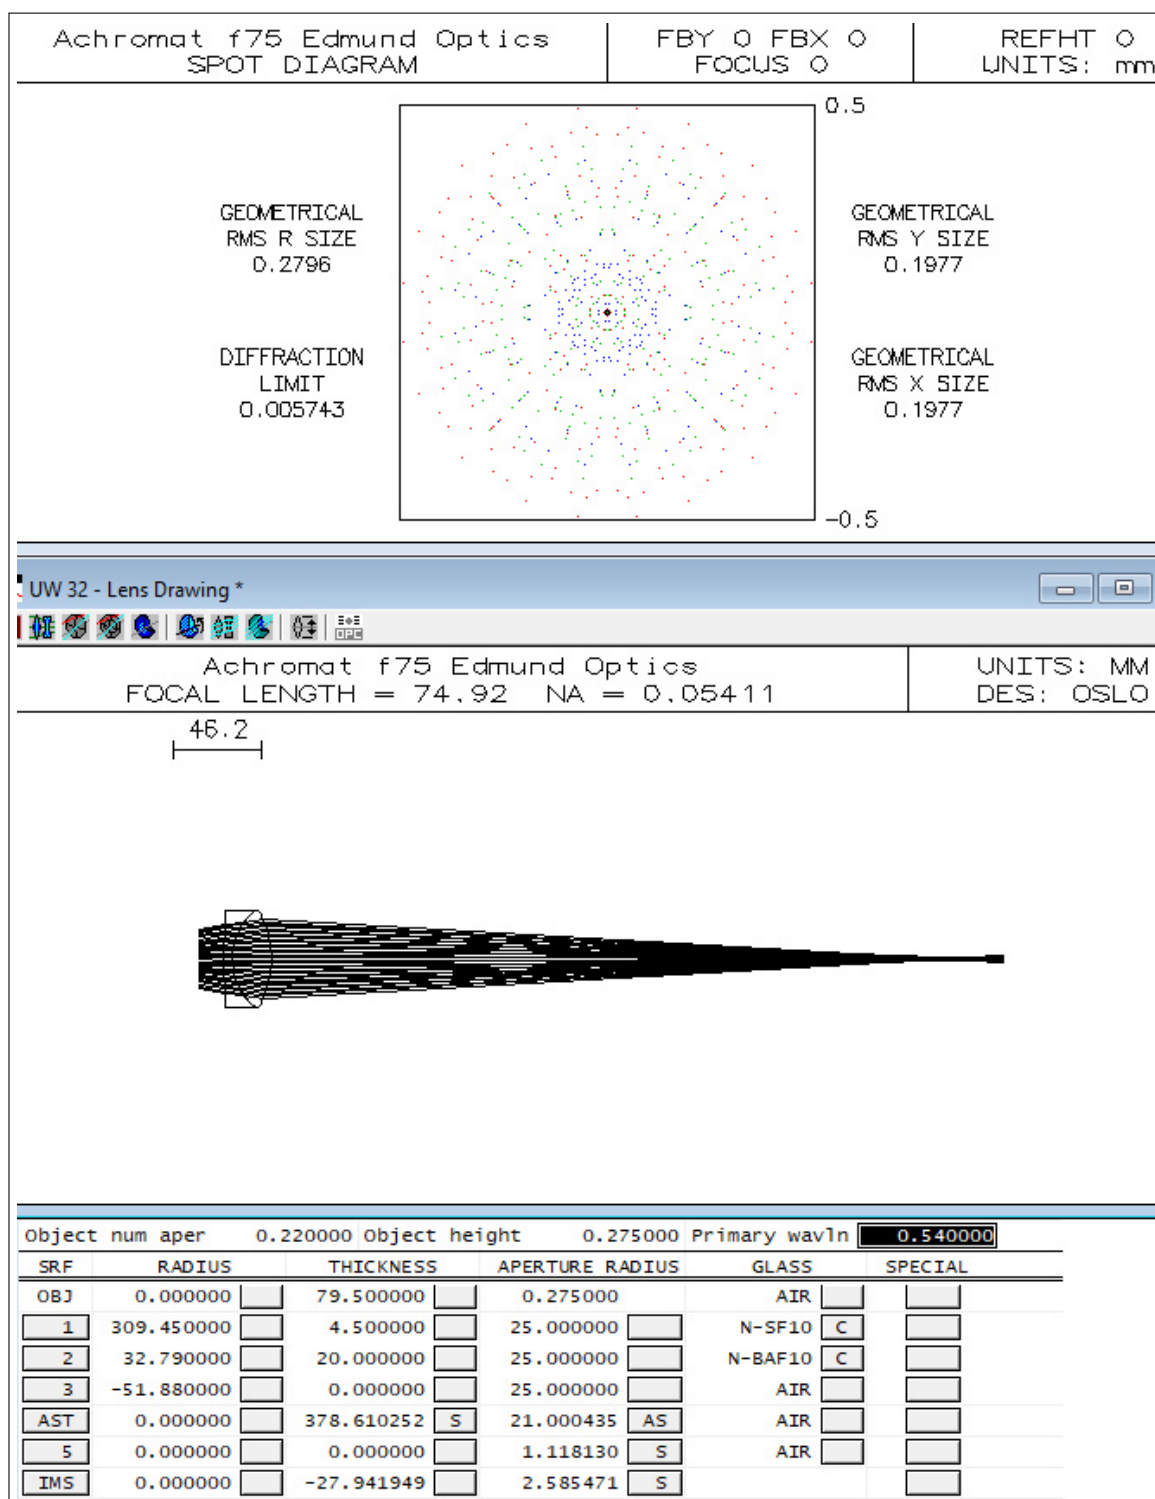 Achromat f75 Edmund Optics
SPOT DIAGRAM
FBY 0 FBX 0
FOCUS 0
REFHT 0
UNITS: mm
0.5
GEOMETRICAL
RMS R SIZE
0.2796
GEOMETRICAL
RMS Y SIZE
0.1977
DIFFRACTION
LIMIT
0.005743
GEOMETRICAL
RMS X SIZE
0.1977
-0.5
UW 32 - Lens Drawing *
OPC
Achromat f75 Edmund Optics
FOCAL LENGTH = 74.92 NA = 0.05411
UNITS: MM
DES: OSLO
46.2
Object num aper 0.220000 Object height 0.275000 Primary wavln 0.540000
SRF RADIUS THICKNESS APERTURE RADIUS GLASS SPECIAL
OBJ 0.000000 79.500000 0.275000 AIR
1 309.450000 4.500000 25.000000 N-SF10 C
2 32.790000 20.000000 25.000000 N-BAF10 C
3 -51.880000 0.000000 25.000000 AIR
AST 0.000000 378.610252 S 21.000435 AS AIR
5 0.000000 0.000000 1.118130 S AIR
IMS 0.000000 -27.941949 2.585471 S